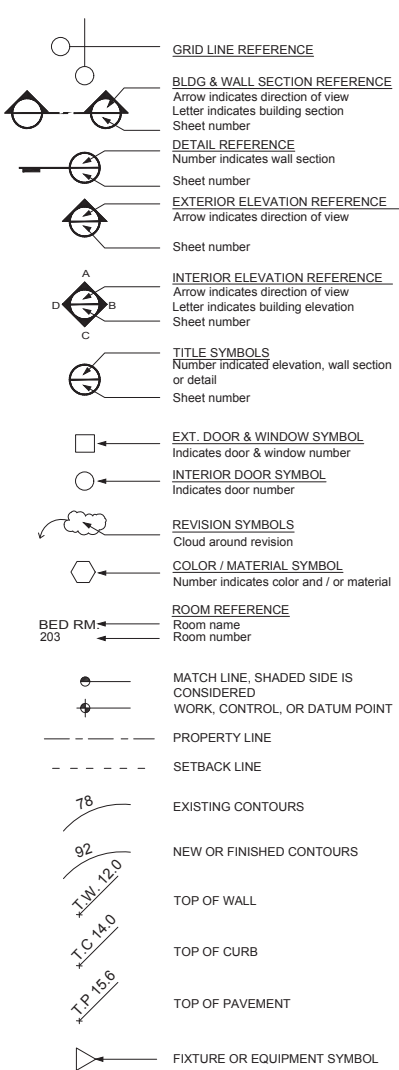 GRID LINE REFERENCE
BLDG & WALL SECTION REFERENCE
Arrow indicates direction of view
Letter indicates building section
Sheet number
DETAIL REFERENCE
Number indicates wall section
Sheet number
EXTERIOR ELEVATION REFERENCE
Arrow indicates direction of view
Sheet number
A
D B
C
INTERIOR ELEVATION REFERENCE
Arrow indicates direction of view
Letter indicates building elevation
Sheet number
TITLE SYMBOLS
Number indicated elevation, wall section
or detail
Sheet number
EXT. DOOR & WINDOW SYMBOL
Indicates door & window number
INTERIOR DOOR SYMBOL
Indicates door number
REVISION SYMBOLS
Cloud around revision
COLOR / MATERIAL SYMBOL
Number indicates color and / or material
ROOM REFERENCE
BED RM. Room name
203 Room number
MATCH LINE, SHADED SIDE IS
CONSIDERED
WORK, CONTROL, OR DATUM POINT
PROPERTY LINE
SETBACK LINE
78 EXISTING CONTOURS
92 NEW OR FINISHED CONTOURS
T.W. 12.0 TOP OF WALL
T.C 14.0 TOP OF CURB
T.P 15.6 TOP OF PAVEMENT
FIXTURE OR EQUIPMENT SYMBOL